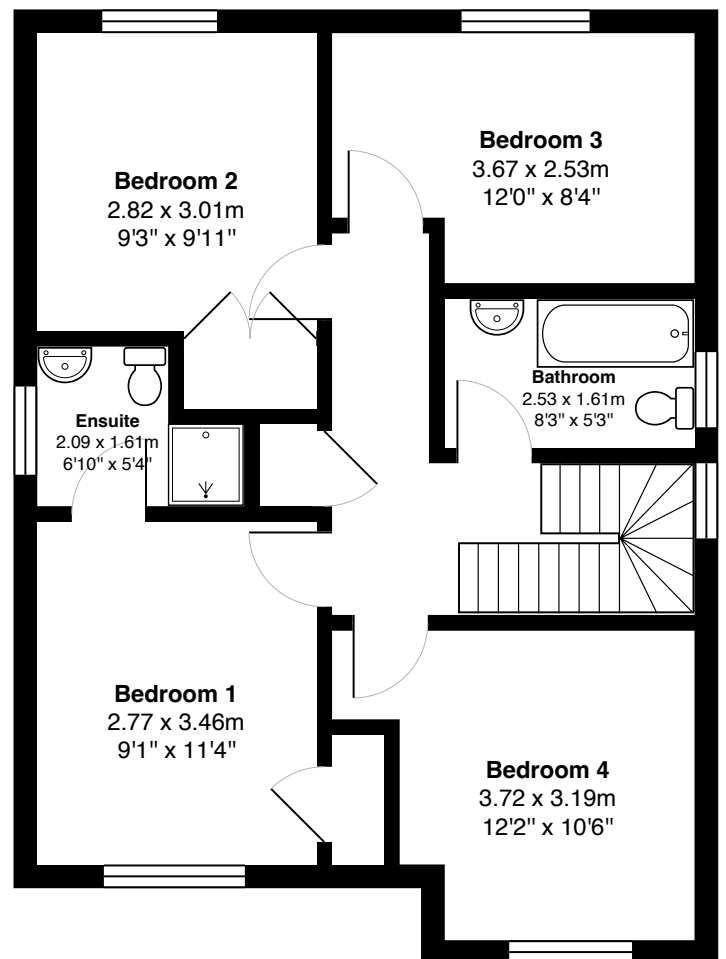 Bedroom 2
2.82 x 3.01m
9'3" x 9'11"
Bedroom 3
3.67 x 2.53m
12'0" x 8'4"
Ensuite
2.09 x 1.61m
6'10" x 5'4"
Bathroom
2.53 x 1.61m
8'3" x 5'3"
Bedroom 1
2.77 x 3.46m
9'1" x 11'4"
Bedroom 4
3.72 x 3.19m
12'2" x 10'6"